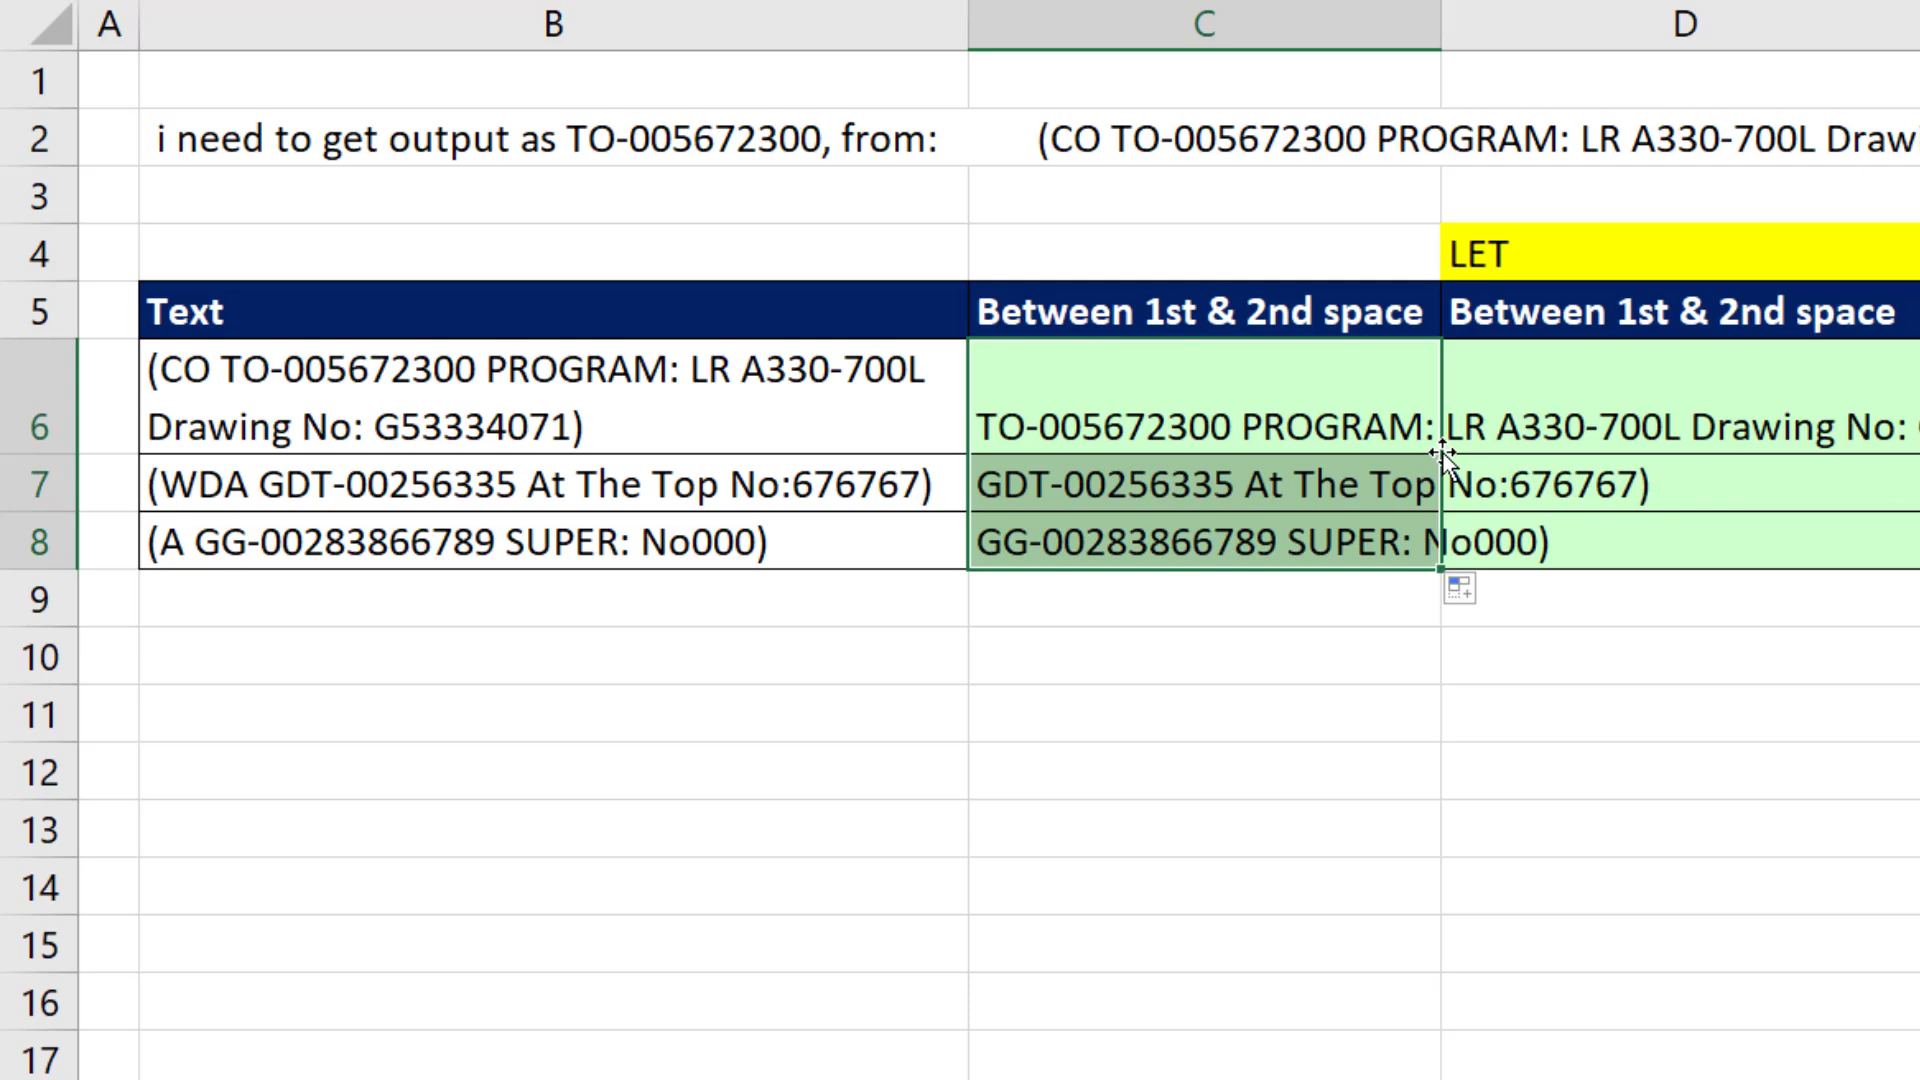 A B C D
1
2 i need to get output as TO-005672300, from: (CO TO-005672300 PROGRAM: LR A330-700L Draw
3
4 LET
5 Text Between 1st & 2nd space Between 1st & 2nd space
(CO TO-005672300 PROGRAM: LR A330-700L
6 Drawing No: G53334071) TO-005672300 PROGRAM: LR A330-700L Drawing No:
7 (WDA GDT-00256335 At The Top No:676767) GDT-00256335 At The Top No:676767)
8 (A GG-00283866789 SUPER: No000) GG-00283866789 SUPER: No000)
9
10
11
12
13
14
15
16
17